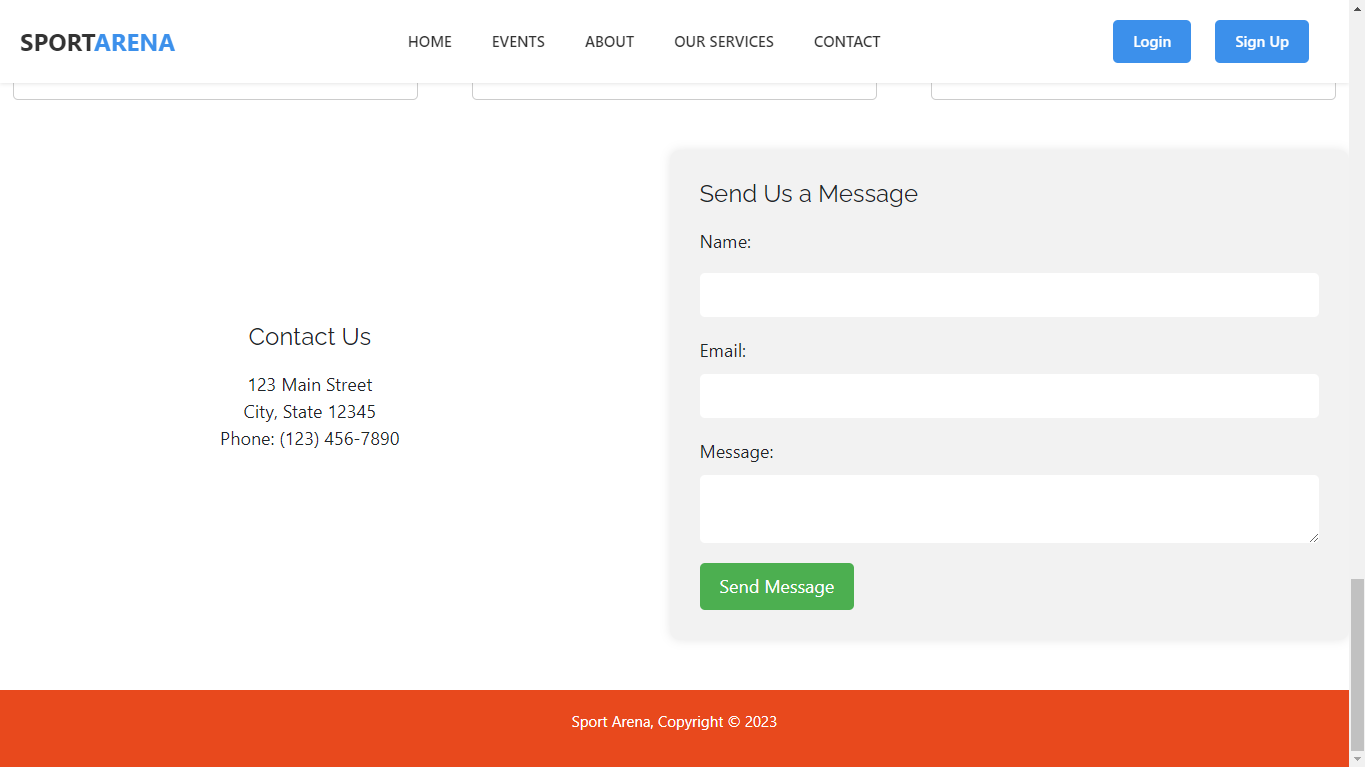 SPORTARENA
HOME EVENTS ABOUT OUR SERVICES CONTACT
Login Sign Up
Contact Us
123 Main Street
City, State 12345
Phone: (123) 456-7890
Send Us a Message
Name:
Email:
Message:
Send Message
Sport Arena, Copyright © 2023